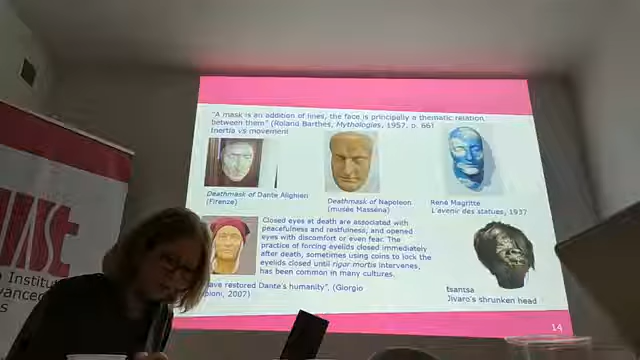 "A mask is an addition of lines, the face is principally a thematic relation
between them" (Roland Barthes, Mythologies, 1957, p. 66)
Inertia vs movement
Deathmask of Dante Alighieri
(Firenze)
Deathmask of Napoleon
(musée Masséna)
René Magritte
L'avenir des statues, 1937
Closed eyes at death are associated with
peacefulness and restfulness, and opened
eyes with discomfort or even fear. The
practice of forcing eyelids closed immediately
after death, sometimes using coins to lock the
eyelids closed until rigor mortis intervenes,
has been common in many cultures.
ave restored Dante's humanity". (Giorgio
2007)
tsantsa
Jivaro's shrunken head
14
Institu
vanced
s